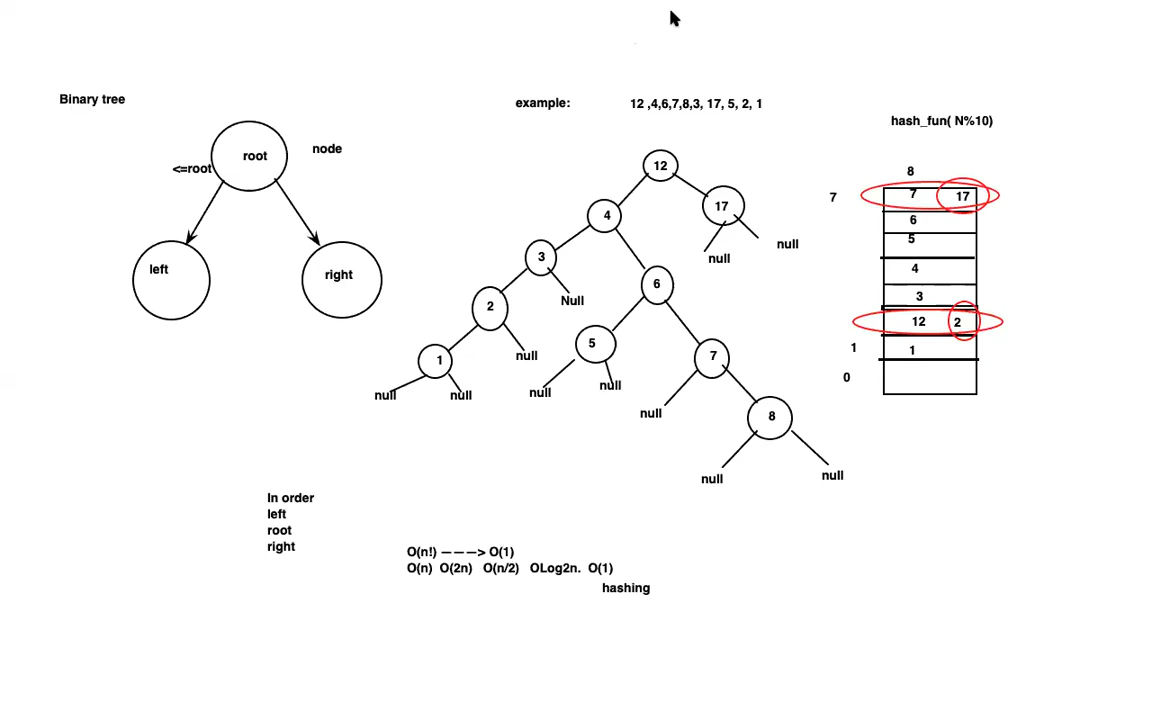 Binary tree
example: 12 ,4,6,7,8,3, 17, 5, 2, 1
hash_fun( N%10)
root
node
<=root
left
right
12
4
17
null
null
3
Null
6
2
null
5
null
null
1
null
null
7
null
8
null
null
8
7
7 17
6
5
4
3
12 2
1
1
0
In order
left
root
right
O(n!) ———> O(1)
O(n) O(2n) O(n/2) OLog2n. O(1)
hashing